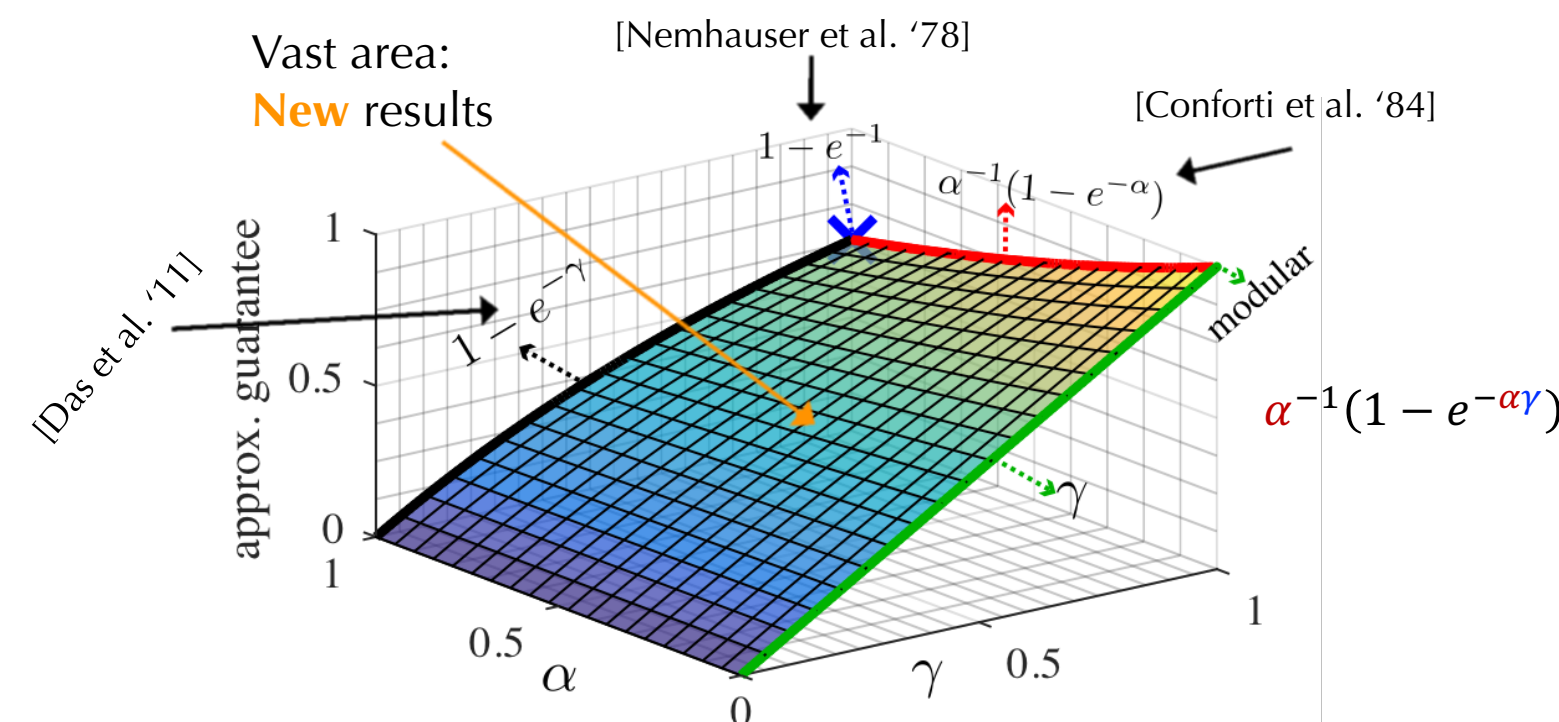 [Nemhauser et al. ‘78]
Vast area:
New results
[Conforti et al. ‘84]
1 − e⁻¹
α⁻¹(1 − e^{−α})
[Das et al. ‘11]
1 − e^{−γ}
modular
α⁻¹(1 − e^{−αγ})
γ
approx. guarantee
1
0.5
0
1
0.5
α
0
γ
0.5
1